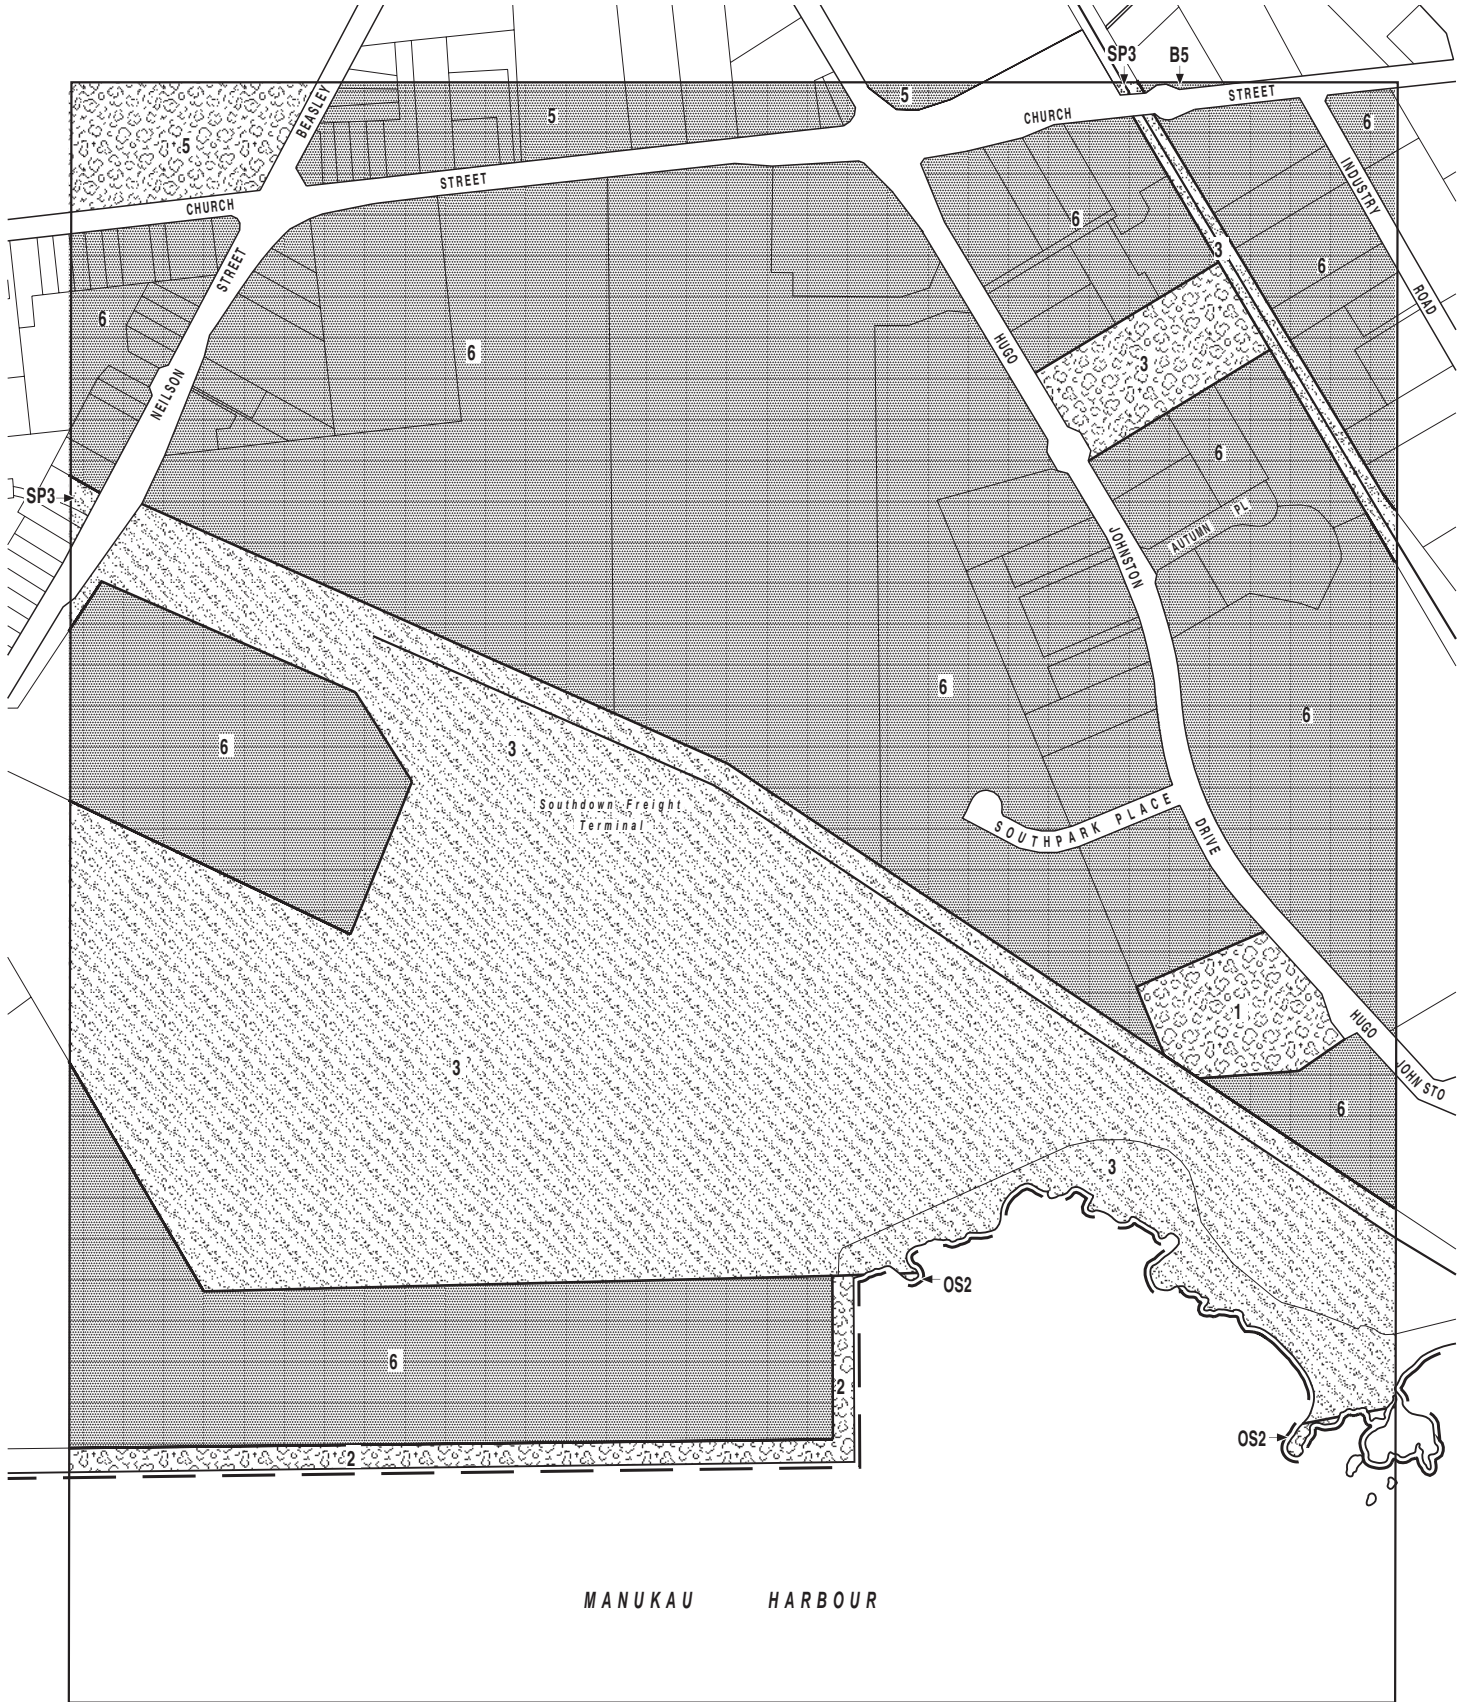 SP3
B5
5
5
STREET
CHURCH
BEASLEY
5
6
STREET
INDUSTRY
CHURCH
6
3
STREET
6
ROAD
6
6
HUGO
3
NEILSON
6
SP3
PL
AUTUMN
JOHNSTON
6
6
6
3
Southdown Freight
Terminal
SOUTHPARK PLACE
DRIVE
1
HUGO
3
JOHN STO
6
3
OS2
6
2
OS2
2
MANUKAU HARBOUR